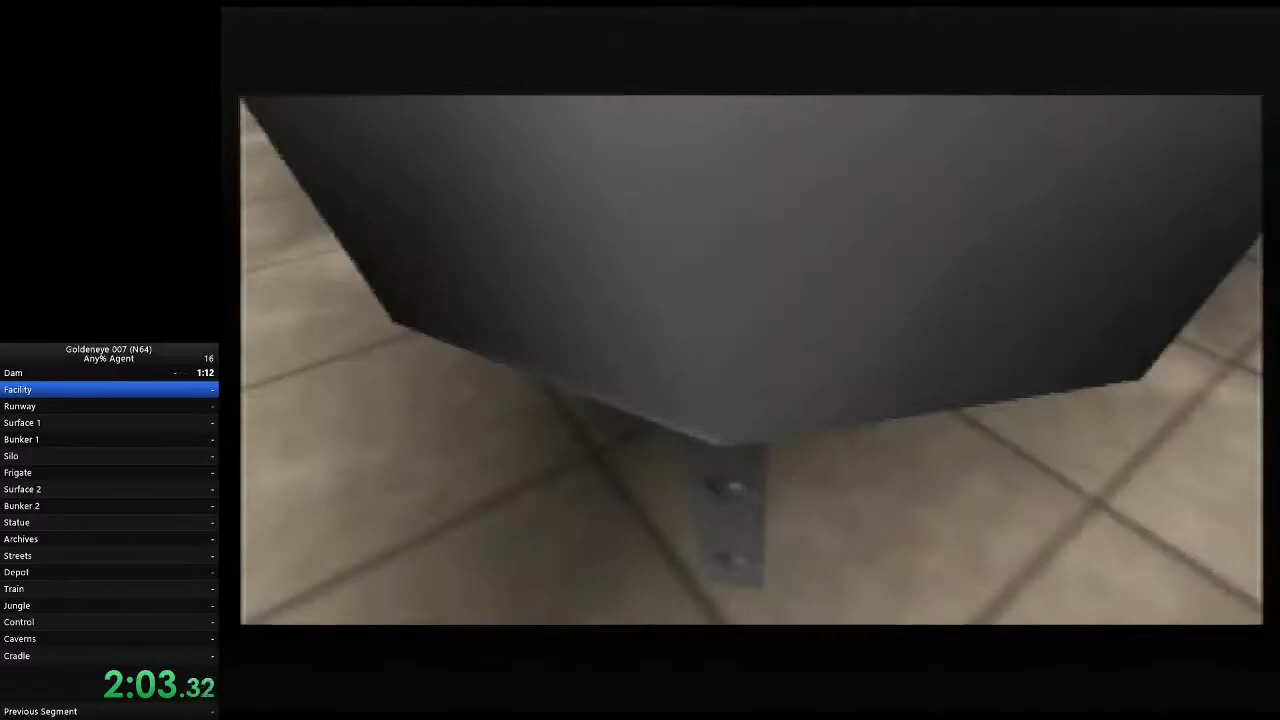 Goldeneye 007 (N64)
Any% Agent 16
Dam - 1:12
Facility -
Runway -
Surface 1 -
Bunker 1 -
Silo -
Frigate -
Surface 2 -
Bunker 2 -
Statue -
Archives -
Streets -
Depot -
Train -
Jungle -
Control -
Caverns -
Cradle -
2:03.32
Previous Segment -